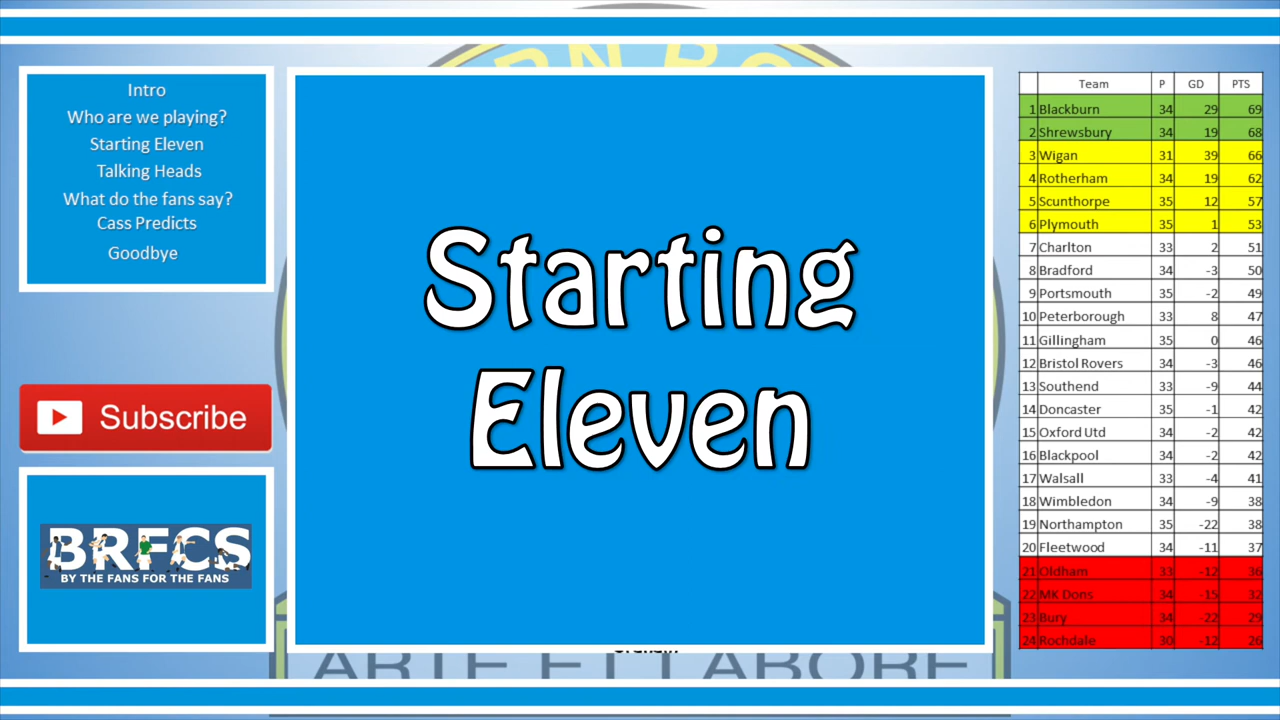 RN RO
Intro
Who are we playing?
Starting Eleven
Talking Heads
What do the fans say?
Cass Predicts
Goodbye
Subscribe
BRFCS
BY THE FANS FOR THE FANS
Starting
Eleven
Team P GD PTS
1 Blackburn 34 29 69
2 Shrewsbury 34 19 68
3 Wigan 31 39 66
4 Rotherham 34 19 62
5 Scunthorpe 35 12 57
6 Plymouth 35 1 53
7 Charlton 33 2 51
8 Bradford 34 -3 50
9 Portsmouth 35 -2 49
10 Peterborough 33 8 47
11 Gillingham 35 0 46
12 Bristol Rovers 34 -3 46
13 Southend 33 -9 44
14 Doncaster 35 -1 42
15 Oxford Utd 34 -2 42
16 Blackpool 34 -2 42
17 Walsall 33 -4 41
18 Wimbledon 34 -9 38
19 Northampton 35 -22 38
20 Fleetwood 34 -11 37
21 Oldham 33 -12 36
22 MK Dons 34 -15 32
23 Bury 34 -22 29
24 Rochdale 30 -12 26
ARTE ET LABORE